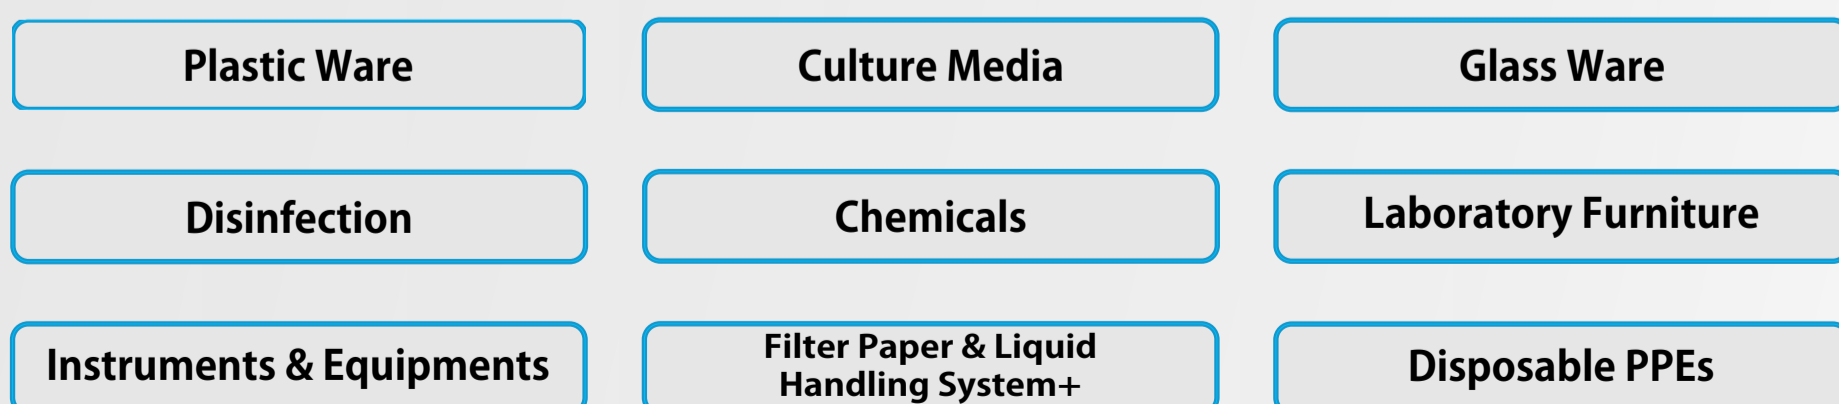 Plastic Ware
Culture Media
Glass Ware
Disinfection
Chemicals
Laboratory Furniture
Instruments & Equipments
Filter Paper & Liquid
Handling System+
Disposable PPEs